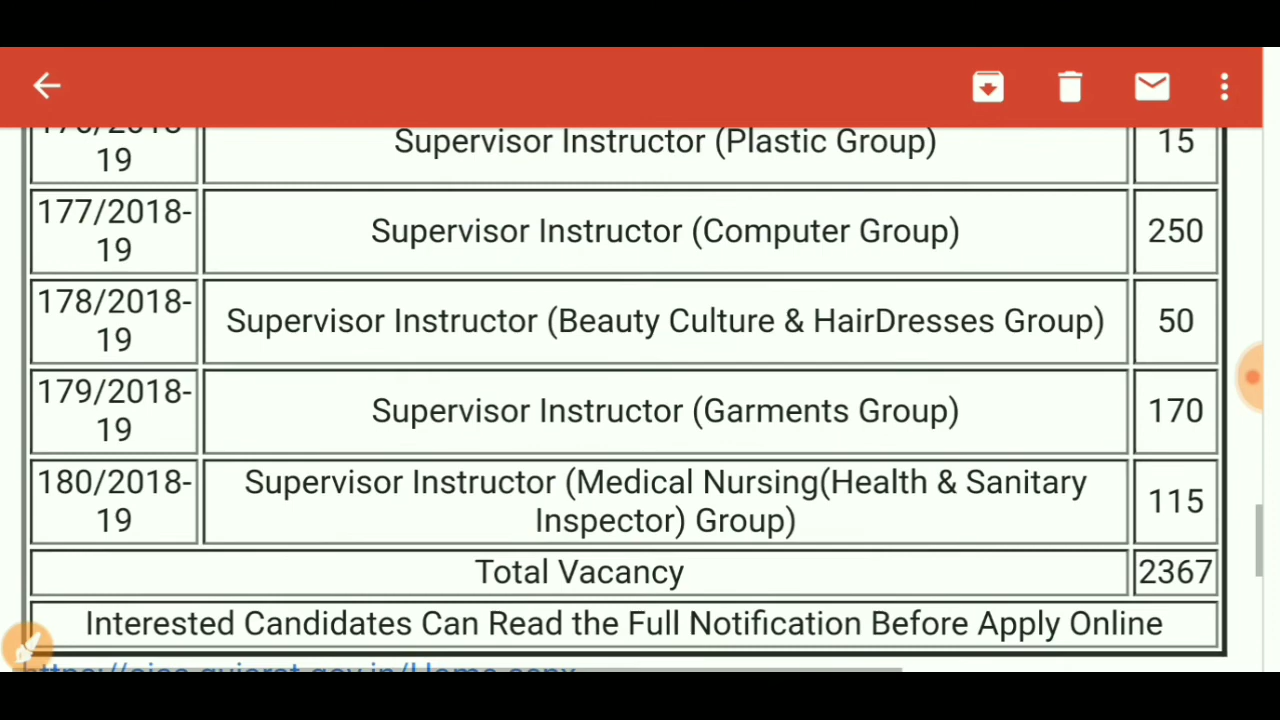 19
Supervisor Instructor (Plastic Group)
15
177/2018-
19
Supervisor Instructor (Computer Group)
250
178/2018-
19
Supervisor Instructor (Beauty Culture & HairDresses Group)
50
179/2018-
19
Supervisor Instructor (Garments Group)
170
180/2018-
19
Supervisor Instructor (Medical Nursing(Health & Sanitary
Inspector) Group)
115
Total Vacancy
2367
Interested Candidates Can Read the Full Notification Before Apply Online